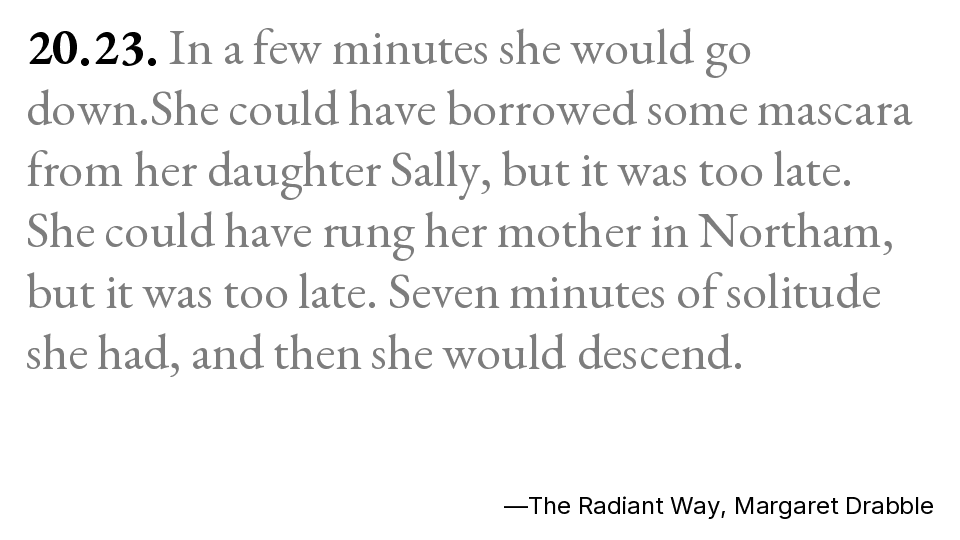 20.23. In a few minutes she would go
down.She could have borrowed some mascara
from her daughter Sally, but it was too late.
She could have rung her mother in Northam,
but it was too late. Seven minutes of solitude
she had, and then she would descend.
—The Radiant Way, Margaret Drabble